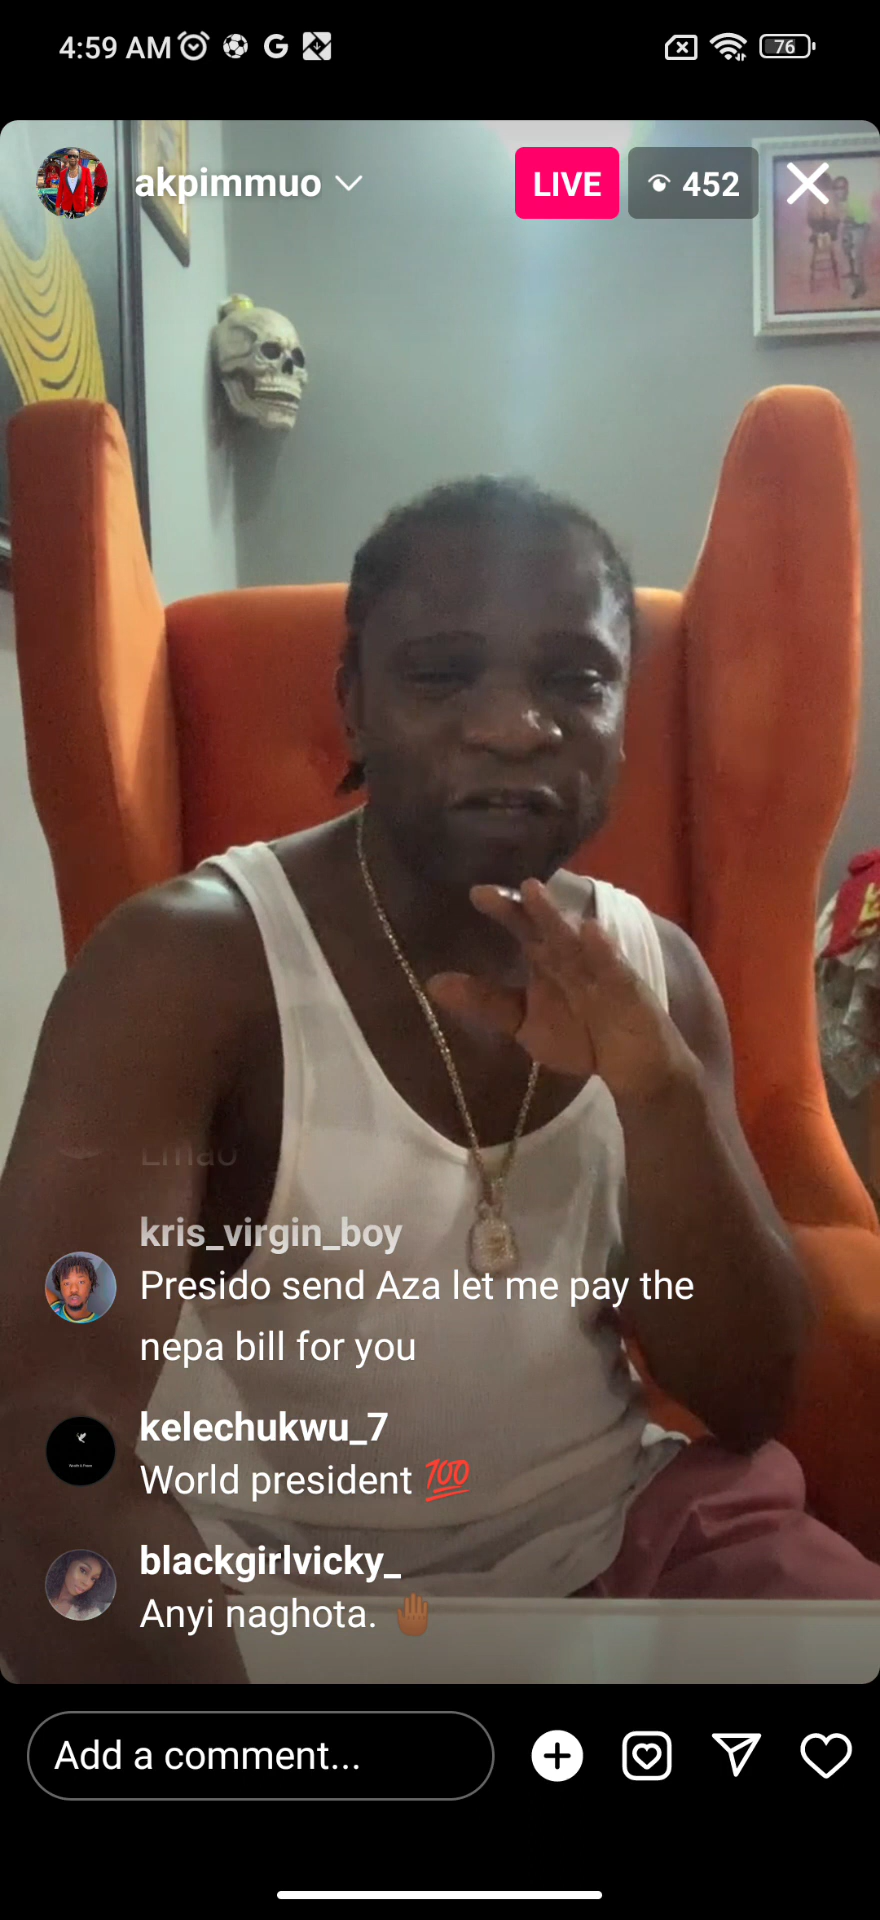 4:59 AM
76
akpimmuo
LIVE
452
Lmao
kris_virgin_boy
Presido send Aza let me pay the
nepa bill for you
kelechukwu_7
World president 💯
blackgirlvicky_
Anyi naghota. 🤚🏾
Add a comment...